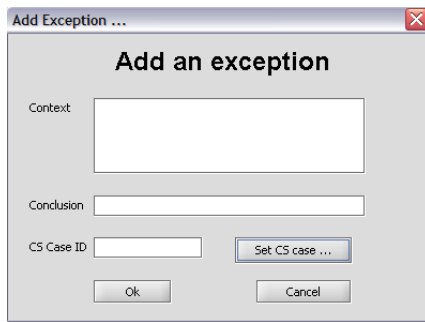 Add Exception ...
Add an exception
Context
Conclusion
CS Case ID
Set CS case ...
Ok
Cancel